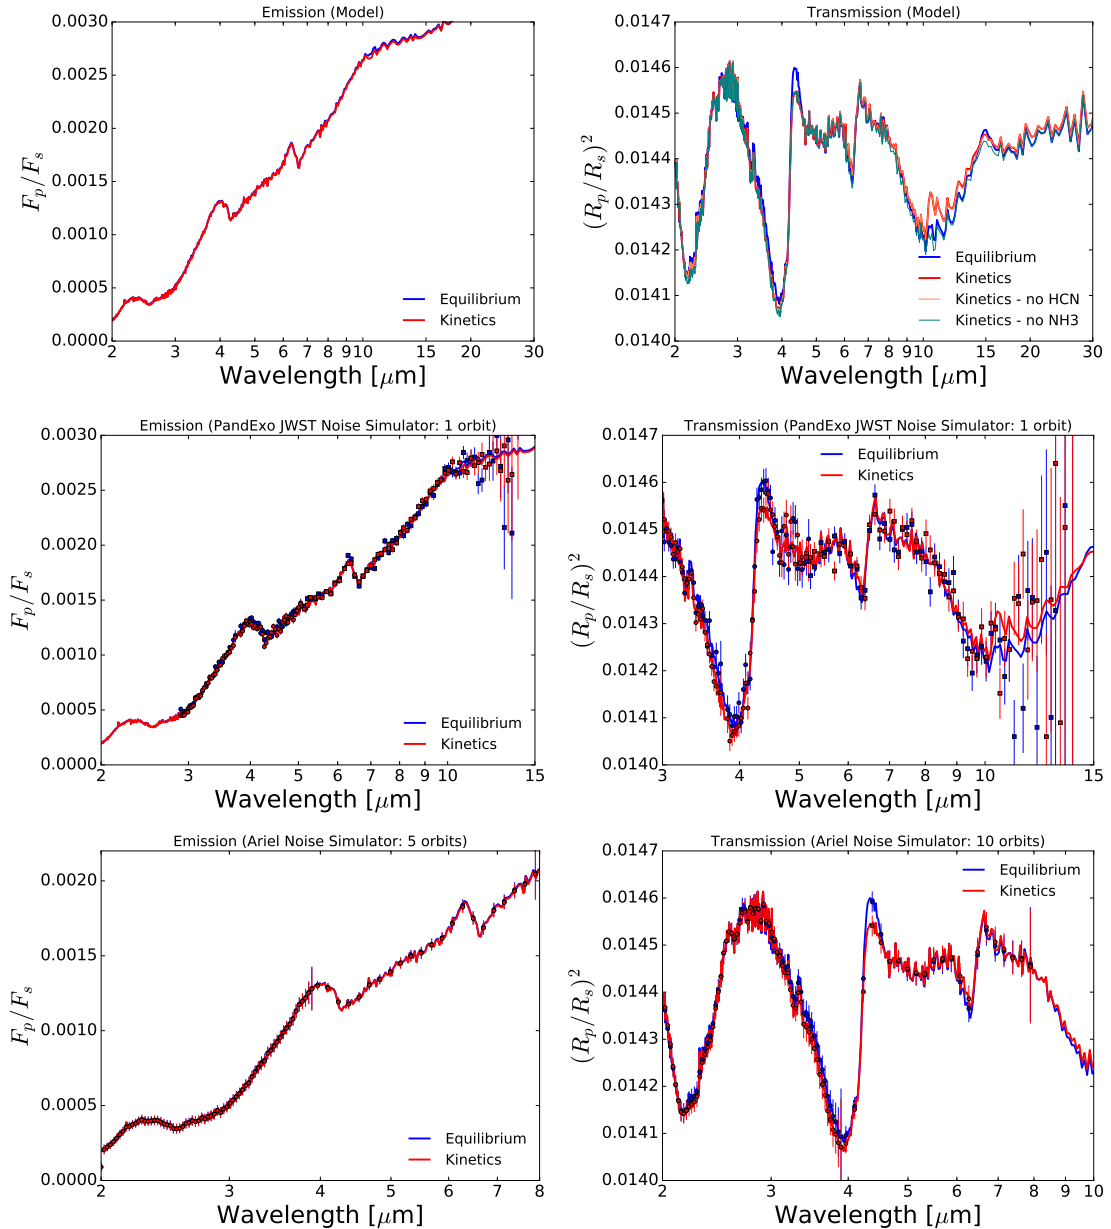 Emission (Model)
0.0030
0.0025
0.0020
0.0015
0.0010
0.0005
0.0000
F_p/F_s
Equilibrium
Kinetics
2 3 4 5 6 7 8 9 10 15 20 30
Wavelength [μm]
Transmission (Model)
0.0147
0.0146
0.0145
0.0144
0.0143
0.0142
0.0141
0.0140
(R_p/R_s)^2
Equilibrium
Kinetics
Kinetics - no HCN
Kinetics - no NH3
2 3 4 5 6 7 8 9 10 15 20 30
Wavelength [μm]
Emission (PandExo JWST Noise Simulator: 1 orbit)
0.0030
0.0025
0.0020
0.0015
0.0010
0.0005
0.0000
F_p/F_s
Equilibrium
Kinetics
2 3 4 5 6 7 8 9 10 15
Wavelength [μm]
Transmission (PandExo JWST Noise Simulator: 1 orbit)
0.0147
0.0146
0.0145
0.0144
0.0143
0.0142
0.0141
0.0140
(R_p/R_s)^2
Equilibrium
Kinetics
3 4 5 6 7 8 9 10 15
Wavelength [μm]
Emission (Ariel Noise Simulator: 5 orbits)
0.0020
0.0015
0.0010
0.0005
0.0000
F_p/F_s
Equilibrium
Kinetics
2 3 4 5 6 7 8
Wavelength [μm]
Transmission (Ariel Noise Simulator: 10 orbits)
0.0147
0.0146
0.0145
0.0144
0.0143
0.0142
0.0141
0.0140
(R_p/R_s)^2
Equilibrium
Kinetics
2 3 4 5 6 7 8 9 10
Wavelength [μm]